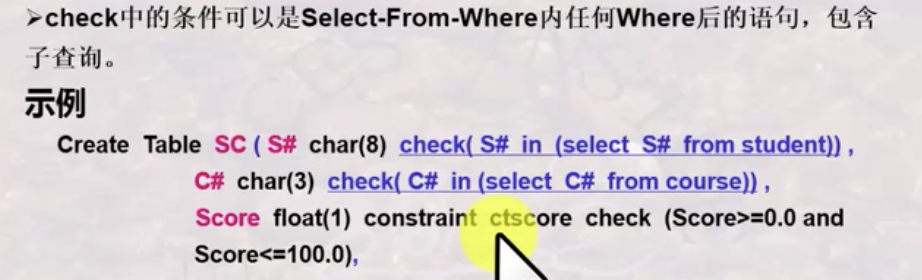 ➢check中的条件可以是Select-From-Where内任何Where后的语句，包含
子查询。
示例
Create Table SC ( S# char(8) check( S# in (select S# from student)) ,
C# char(3) check( C# in (select C# from course)) ,
Score float(1) constraint ctscore check (Score>=0.0 and
Score<=100.0),